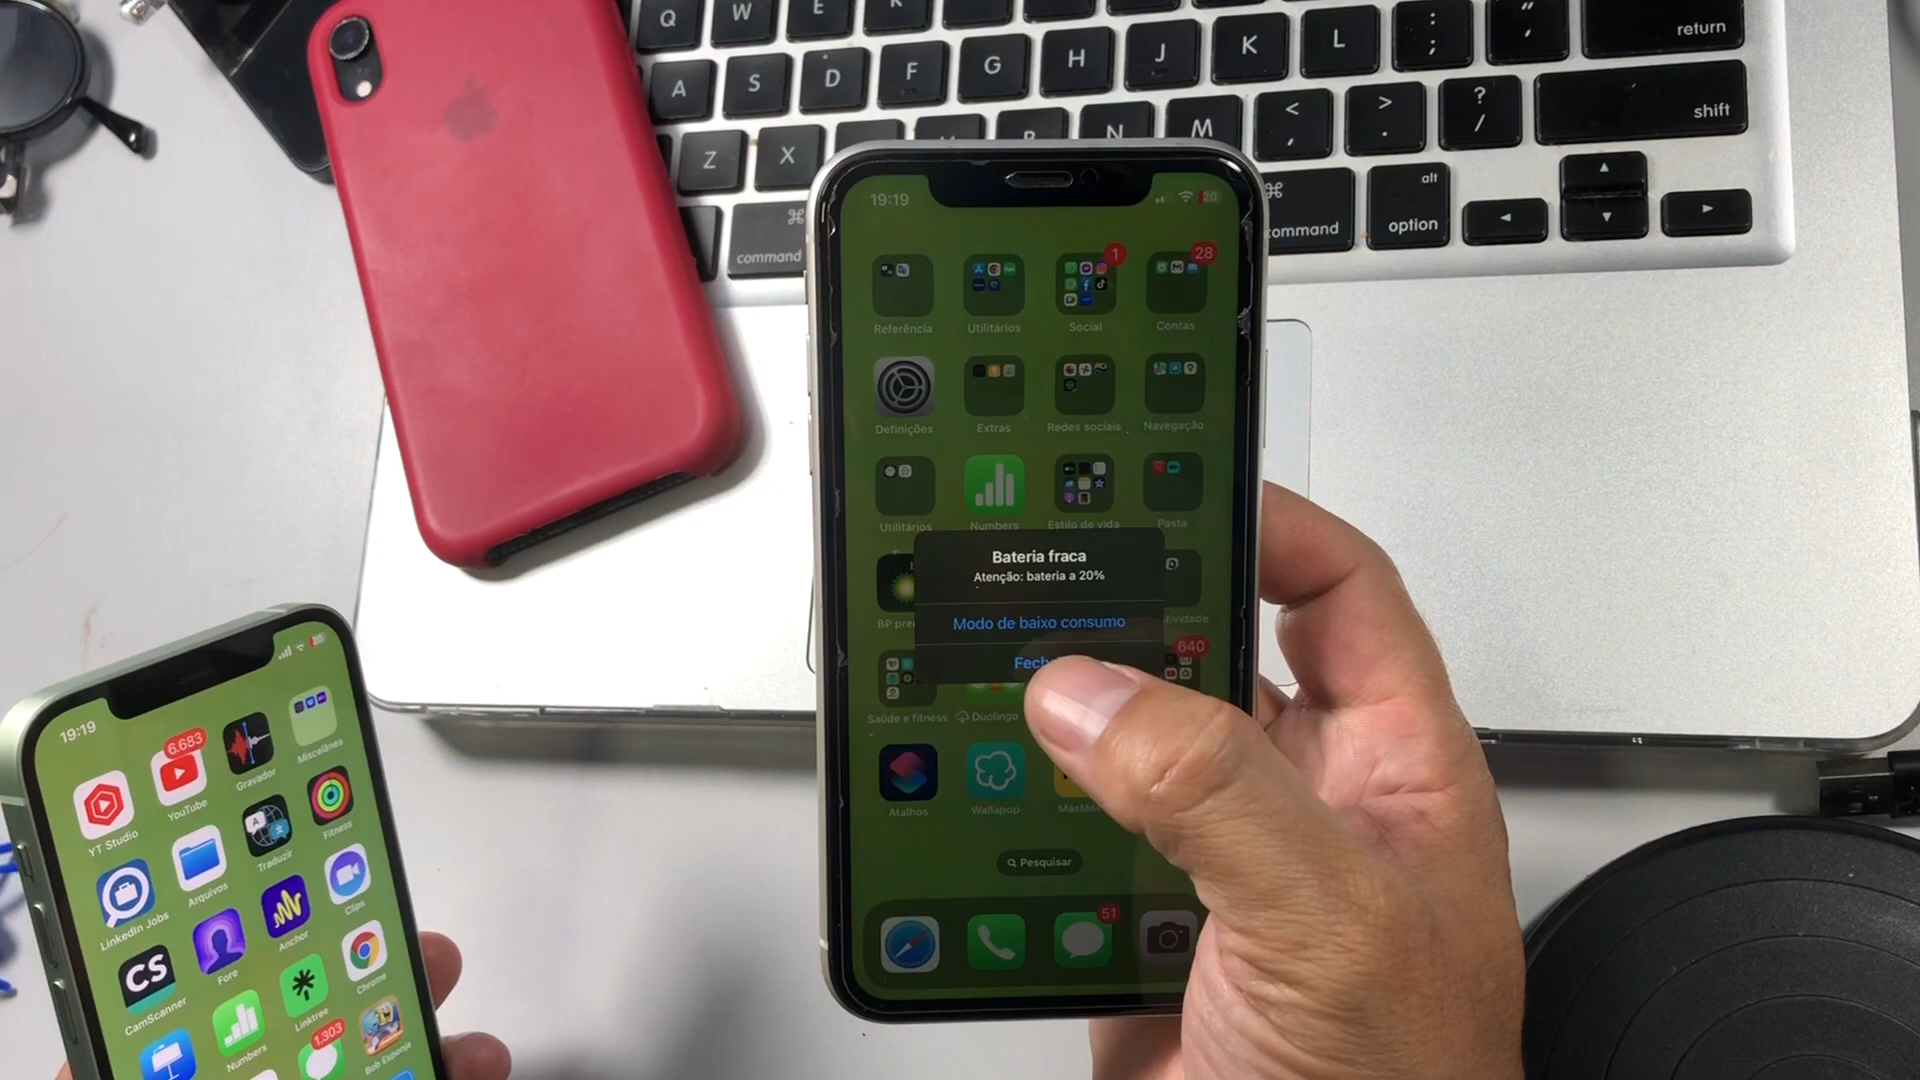 Q W E
A S D F G H J K L ; : " ' return
Z X N M < , > . ? / shift
⌘ command
⌘ command alt option
19:19 20
1
28
Referência Utilitários Social Contas
Definições Extras Redes sociais Navegação
Utilitários Numbers Estilo de vida Pasta
Bateria fraca
Atenção: bateria a 20%
Modo de baixo consumo
640
Saúde e fitness Duolingo
Atalhos Wallapop
Pesquisar
51
19:19
6.683
YT Studio YouTube Gravador Miscelânea
LinkedIn Jobs Arquivos Traduzir Fitness
CS
CamScanner Fore Anchor Clips
Numbers Linktree Chrome
1.303
Bob Esponja